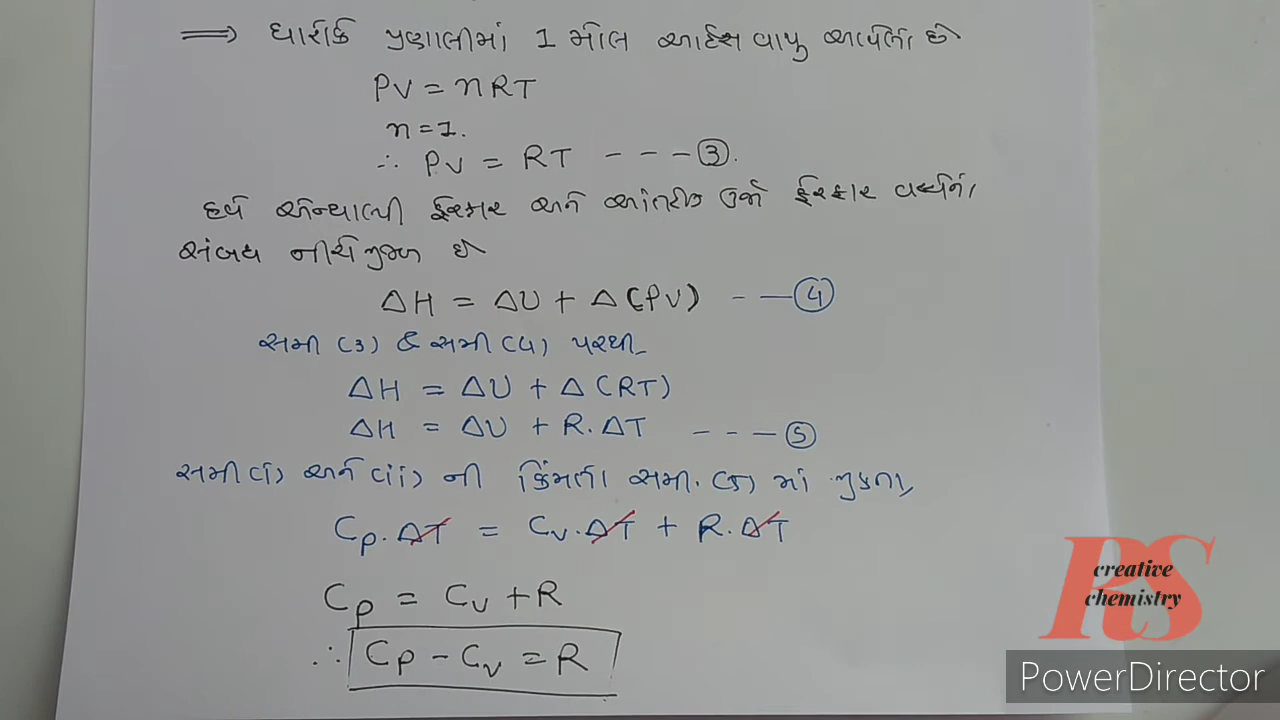 ⟹ ધારોકે પ્રણાલીમાં 1 મોલ આદર્શ વાયુ આવેલો છે
PV = nRT
n = 1.
∴ PV = RT - - - ③.
હવે એન્થાલ્પી ફેરફાર અને આંતરીક ઉર્જા ફેરફાર વચ્ચેનો
સંબંધ નીચે મુજબ છે
ΔH = ΔU + Δ(PV) - - — ④
સમી (3) & સમી (4) પરથી
ΔH = ΔU + Δ(RT)
ΔH = ΔU + R.ΔT - - — ⑤
સમી (i) અને (ii) ની કિંમતો સમી. (5) માં મુકતા,
Cp.ΔT = Cv.ΔT + R.ΔT
Cp = Cv + R
∴ Cp - Cv = R
RS
creative
chemistry
PowerDirector